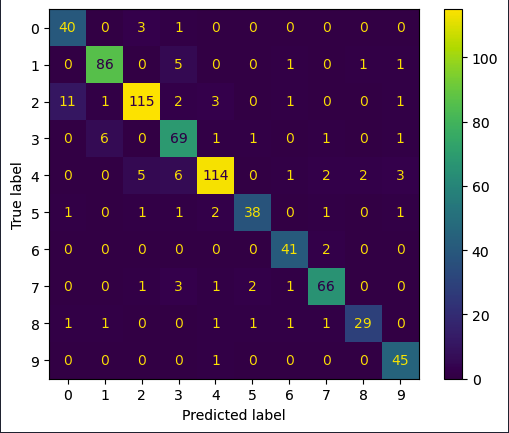 0 40 0 3 1 0 0 0 0 0 0
1 0 86 0 5 0 0 1 0 1 1
2 11 1 115 2 3 0 1 0 0 1
3 0 6 0 69 1 1 0 1 0 1
4 0 0 5 6 114 0 1 2 2 3
5 1 0 1 1 2 38 0 1 0 1
6 0 0 0 0 0 0 41 2 0 0
7 0 0 1 3 1 2 1 66 0 0
8 1 1 0 0 1 1 1 1 29 0
9 0 0 0 0 1 0 0 0 0 45
0 1 2 3 4 5 6 7 8 9
Predicted label
True label
100
80
60
40
20
0